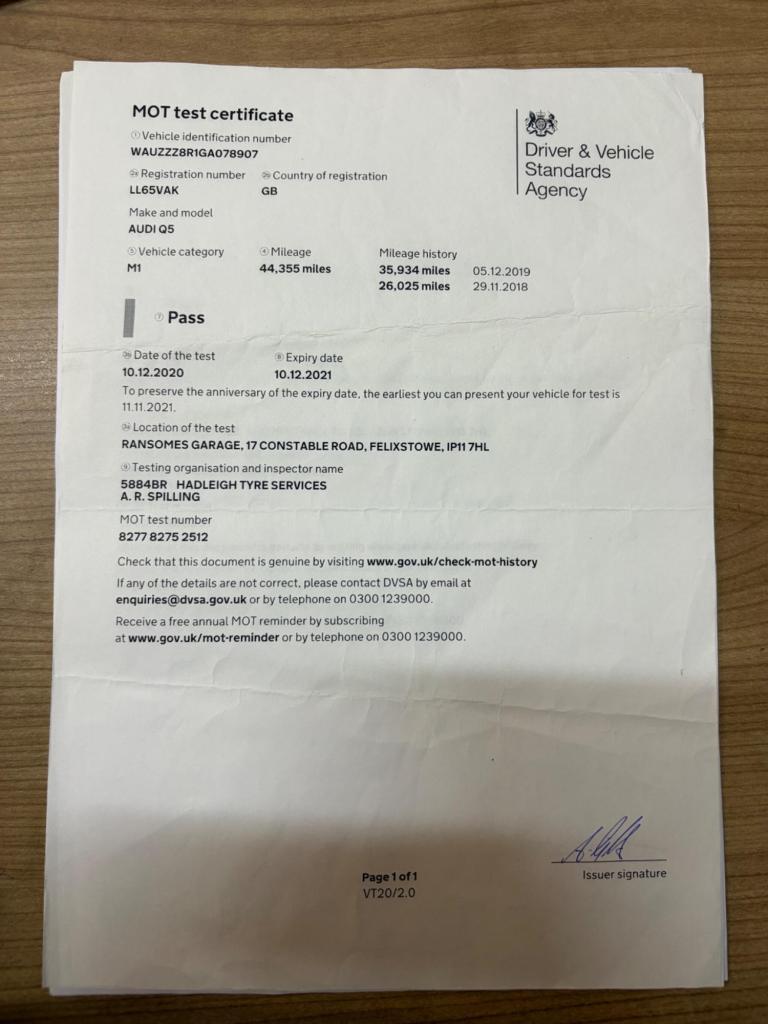 MOT test certificate
Driver & Vehicle
Standards
Agency
① Vehicle identification number
WAUZZZ8R1GA078907
Registration number Country of registration
LL65VAK GB
Make and model
AUDI Q5
⑤ Vehicle category ④ Mileage Mileage history
M1 44,355 miles 35,934 miles 05.12.2019
26,025 miles 29.11.2018
⑦ Pass
Date of the test ⑧ Expiry date
10.12.2020 10.12.2021
To preserve the anniversary of the expiry date, the earliest you can present your vehicle for test is
11.11.2021.
Location of the test
RANSOMES GARAGE, 17 CONSTABLE ROAD, FELIXSTOWE, IP11 7HL
⑨ Testing organisation and inspector name
5884BR HADLEIGH TYRE SERVICES
A. R. SPILLING
MOT test number
8277 8275 2512
Check that this document is genuine by visiting www.gov.uk/check-mot-history
If any of the details are not correct, please contact DVSA by email at
enquiries@dvsa.gov.uk or by telephone on 0300 1239000.
Receive a free annual MOT reminder by subscribing
at www.gov.uk/mot-reminder or by telephone on 0300 1239000.
Issuer signature
Page 1 of 1
VT20/2.0